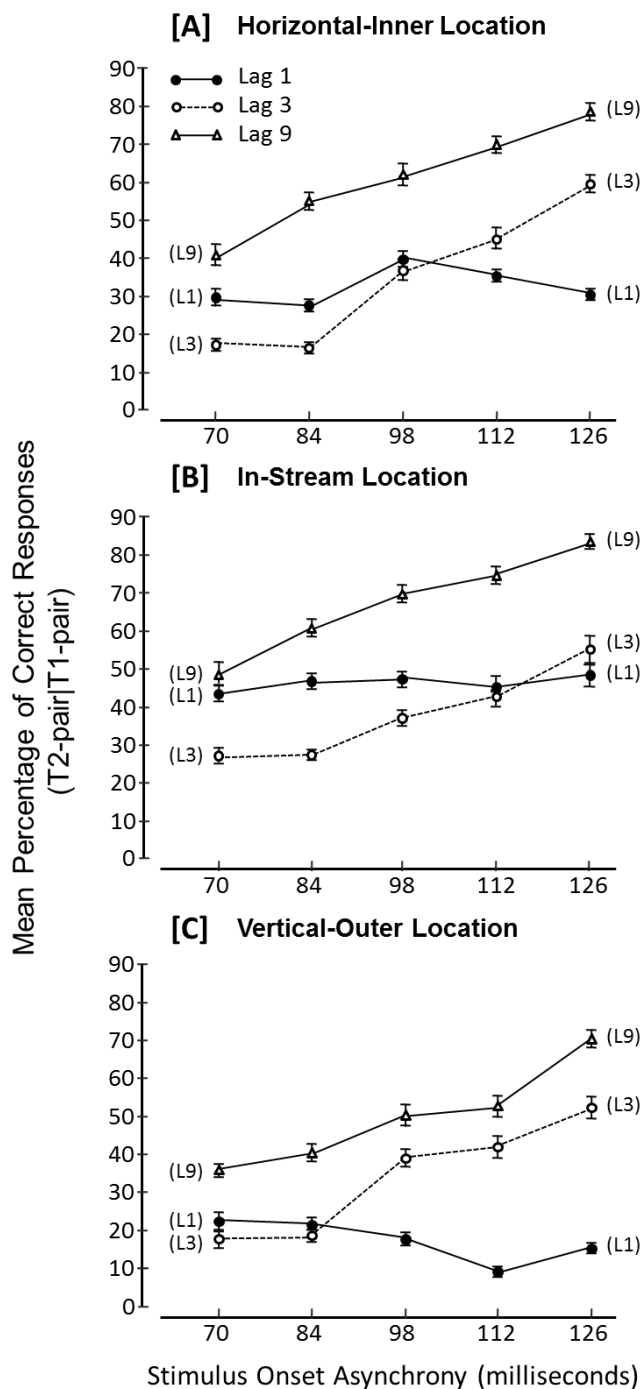 [A] Horizontal-Inner Location
90
80
70
60
50
40
30
20
10
0
Lag 1
Lag 3
Lag 9
(L9)
(L1)
(L3)
(L9)
(L3)
(L1)
70 84 98 112 126
[B] In-Stream Location
90
80
70
60
50
40
30
20
10
0
(L9)
(L1)
(L3)
(L9)
(L3)
(L1)
70 84 98 112 126
[C] Vertical-Outer Location
90
80
70
60
50
40
30
20
10
0
(L9)
(L1)
(L3)
(L9)
(L3)
(L1)
70 84 98 112 126
Mean Percentage of Correct Responses
(T2-pair|T1-pair)
Stimulus Onset Asynchrony (milliseconds)